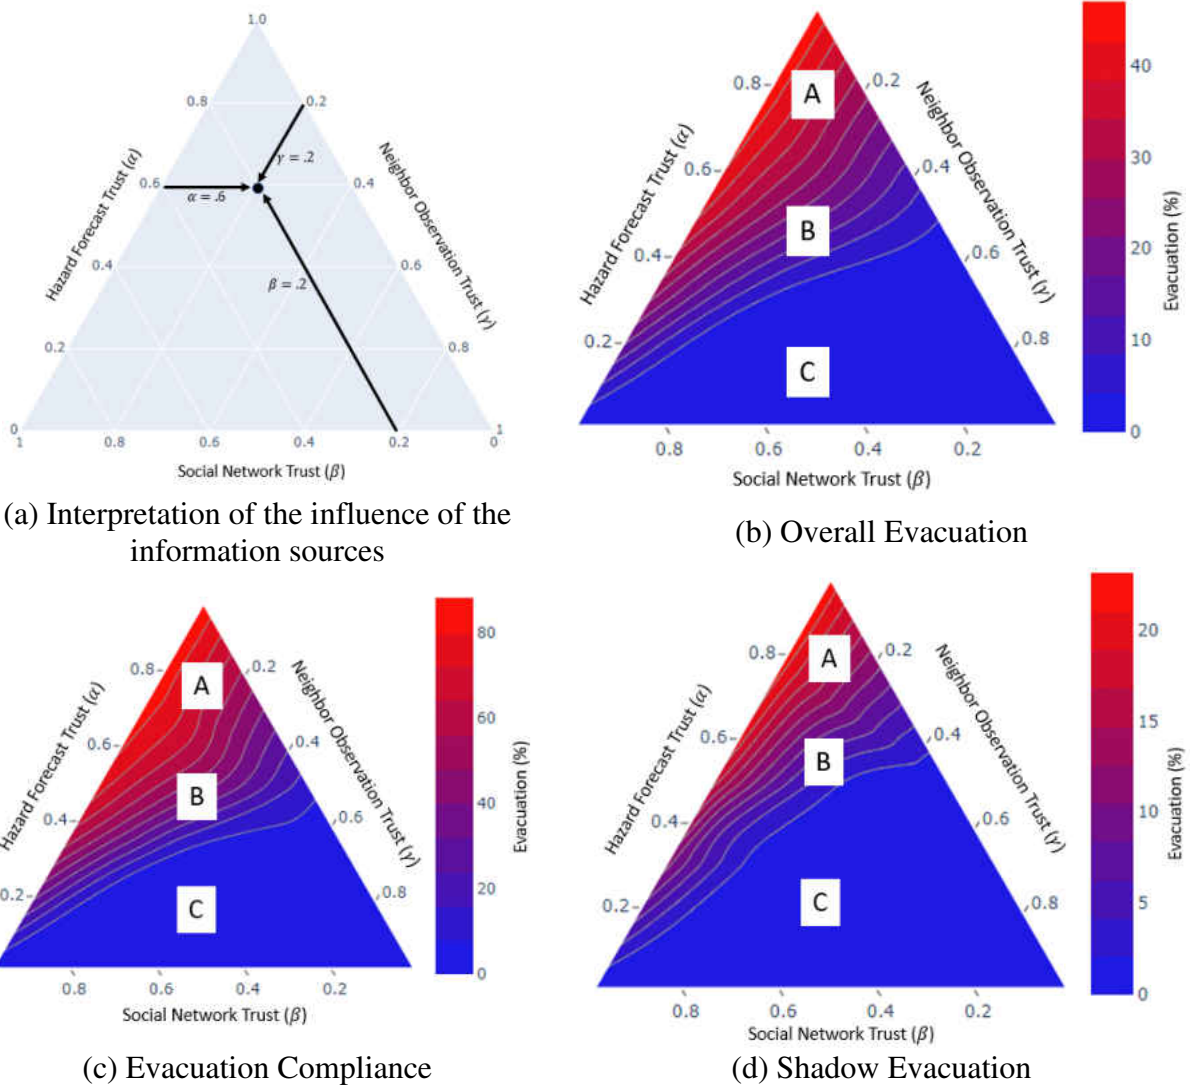 1.0
0.8
0.2
γ = .2
0.6
α = .6
0.4
0.4
0.6
β = .2
0.2
0.8
0
1
1
0.8
0.6
0.4
0.2
0
Hazard Forecast Trust (α)
Neighbor Observation Trust (γ)
Social Network Trust (β)
(a) Interpretation of the influence of the
information sources
0.8
A
0.2
0.6
0.4
B
0.4
0.6
0.2
C
0.8
0.8
0.6
0.4
0.2
Hazard Forecast Trust (α)
Neighbor Observation Trust (γ)
Social Network Trust (β)
40
30
20
10
0
Evacuation (%)
(b) Overall Evacuation
0.8
A
0.2
0.6
0.4
B
0.4
0.6
0.2
C
0.8
0.8
0.6
0.4
0.2
Hazard Forecast Trust (α)
Neighbor Observation Trust (γ)
Social Network Trust (β)
80
60
40
20
0
Evacuation (%)
(c) Evacuation Compliance
0.8
A
0.2
0.6
B
0.4
0.4
0.6
0.2
C
0.8
0.8
0.6
0.4
0.2
Hazard Forecast Trust (α)
Neighbor Observation Trust (γ)
Social Network Trust (β)
20
15
10
5
0
Evacuation (%)
(d) Shadow Evacuation